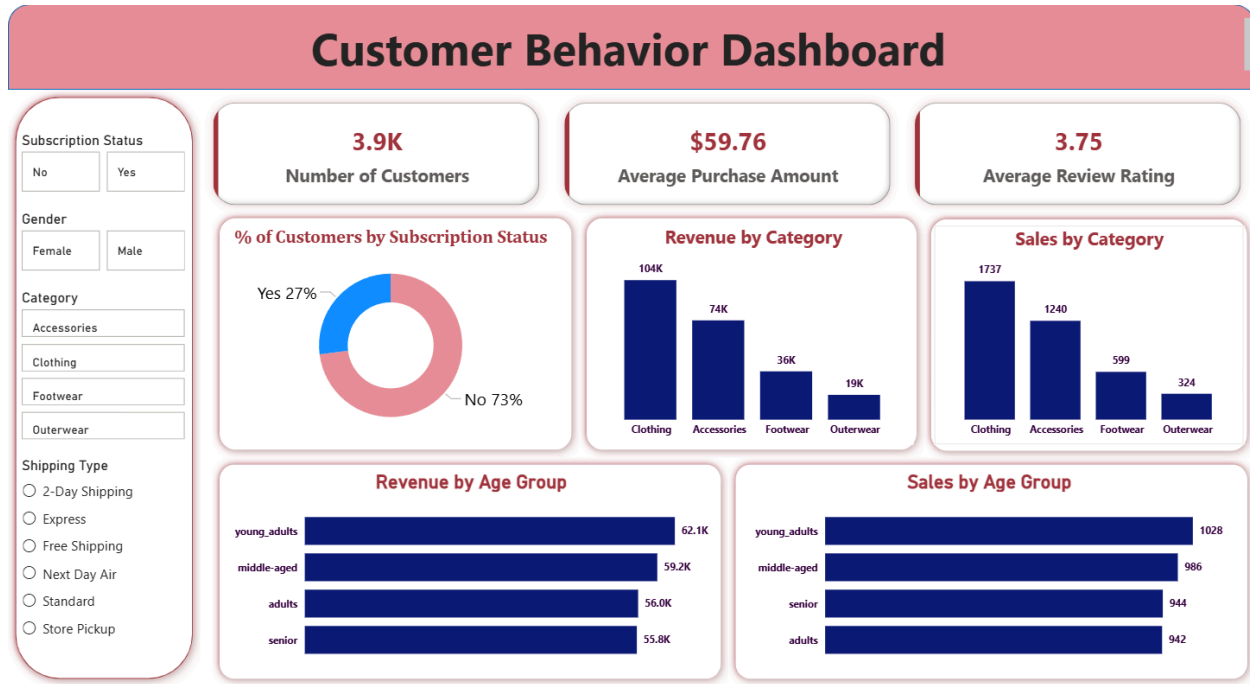 Customer Behavior Dashboard
Subscription Status
No
Yes
Gender
Female
Male
Category
Accessories
Clothing
Footwear
Outerwear
Shipping Type
2-Day Shipping
Express
Free Shipping
Next Day Air
Standard
Store Pickup
3.9K
Number of Customers
$59.76
Average Purchase Amount
3.75
Average Review Rating
% of Customers by Subscription Status
Yes 27%
No 73%
Revenue by Category
104K
74K
36K
19K
Clothing
Accessories
Footwear
Outerwear
Sales by Category
1737
1240
599
324
Clothing
Accessories
Footwear
Outerwear
Revenue by Age Group
young_adults 62.1K
middle-aged 59.2K
adults 56.0K
senior 55.8K
Sales by Age Group
young_adults 1028
middle-aged 986
senior 944
adults 942